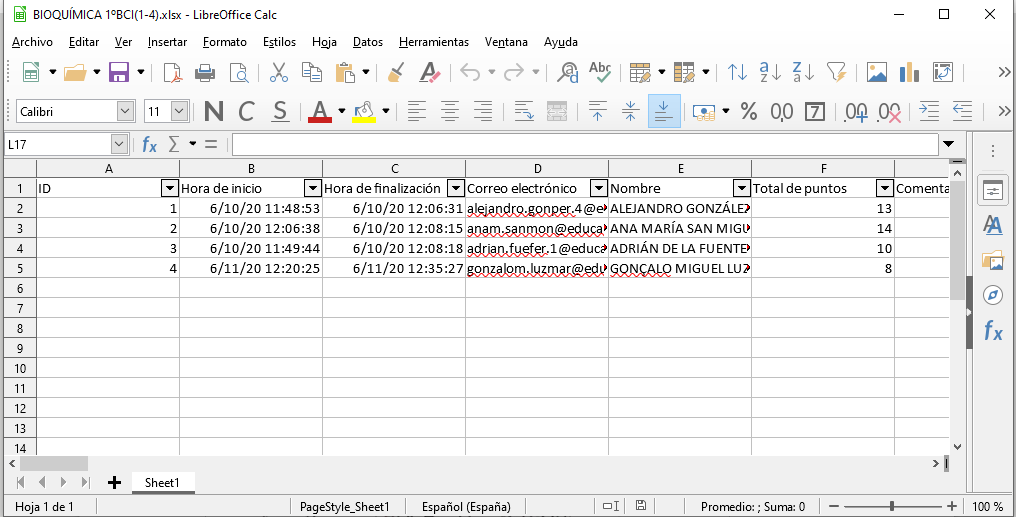 BIOQUÍMICA 1ºBCI(1-4).xlsx - LibreOffice Calc
Archivo Editar Ver Insertar Formato Estilos Hoja Datos Herramientas Ventana Ayuda
Calibri 11 N C S A % 0,0 7 ,00 ,00
L17 fx Σ =
A B C D E F
1 ID Hora de inicio Hora de finalización Correo electrónico Nombre Total de puntos Comenta
2 1 6/10/20 11:48:53 6/10/20 12:06:31 alejandro.gonper.4@e ALEJANDRO GONZÁLEZ 13
3 2 6/10/20 12:06:38 6/10/20 12:08:15 anam.sanmon@educa ANA MARÍA SAN MIGU 14
4 3 6/10/20 11:49:44 6/10/20 12:08:18 adrian.fuefer.1@educa ADRIÁN DE LA FUENTE 10
5 4 6/11/20 12:20:25 6/11/20 12:35:27 gonzalom.luzmar@edu GONÇALO MIGUEL LUZ 8
6
7
8
9
10
11
12
13
14
Sheet1
Hoja 1 de 1 PageStyle_Sheet1 Español (España) Promedio: ; Suma: 0 100 %